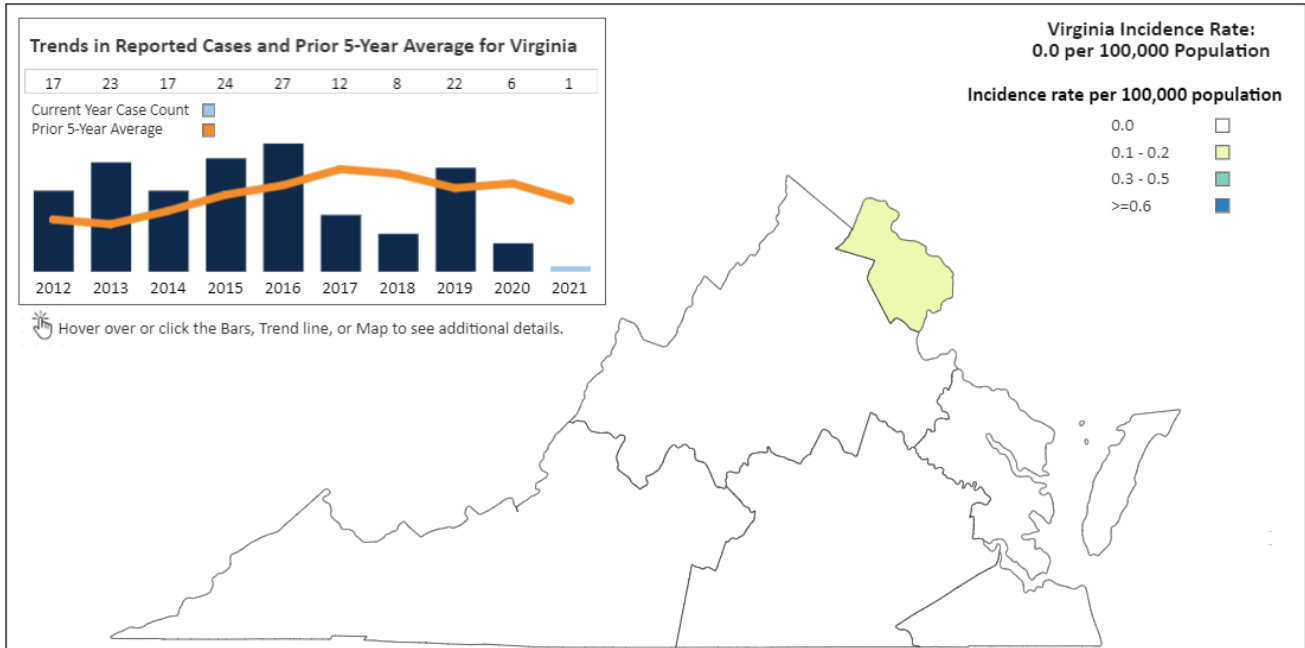 Trends in Reported Cases and Prior 5-Year Average for Virginia
17 23 17 24 27 12 8 22 6 1
Current Year Case Count
Prior 5-Year Average
2012 2013 2014 2015 2016 2017 2018 2019 2020 2021
Hover over or click the Bars, Trend line, or Map to see additional details.
Virginia Incidence Rate:
0.0 per 100,000 Population
Incidence rate per 100,000 population
0.0
0.1 - 0.2
0.3 - 0.5
>=0.6